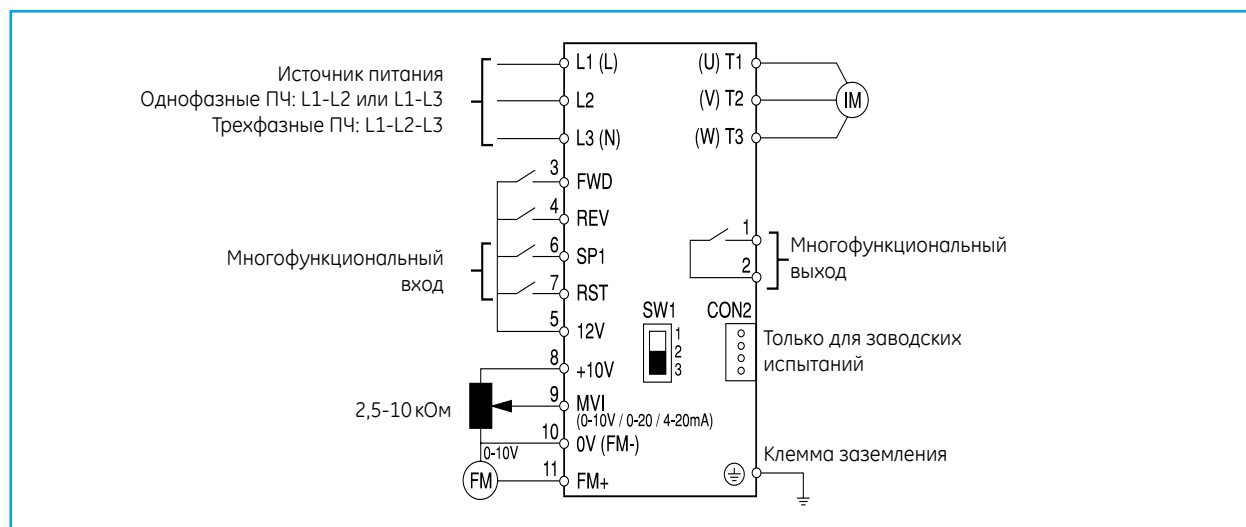 Источник питания
Однофазные ПЧ: L1-L2 или L1-L3
Трехфазные ПЧ: L1-L2-L3
L1 (L)
L2
L3 (N)
3 FWD
4 REV
Многофункциональный
вход
6 SP1
7 RST
5 12V
8 +10V
2,5-10 кОм
9 MVI
(0-10V / 0-20 / 4-20mA)
10 0V (FM-)
0-10V
FM
11 FM+
(U) T1
(V) T2
(W) T3
IM
1
2
Многофункциональный
выход
SW1
1
2
3
CON2
Только для заводских
испытаний
Клемма заземления